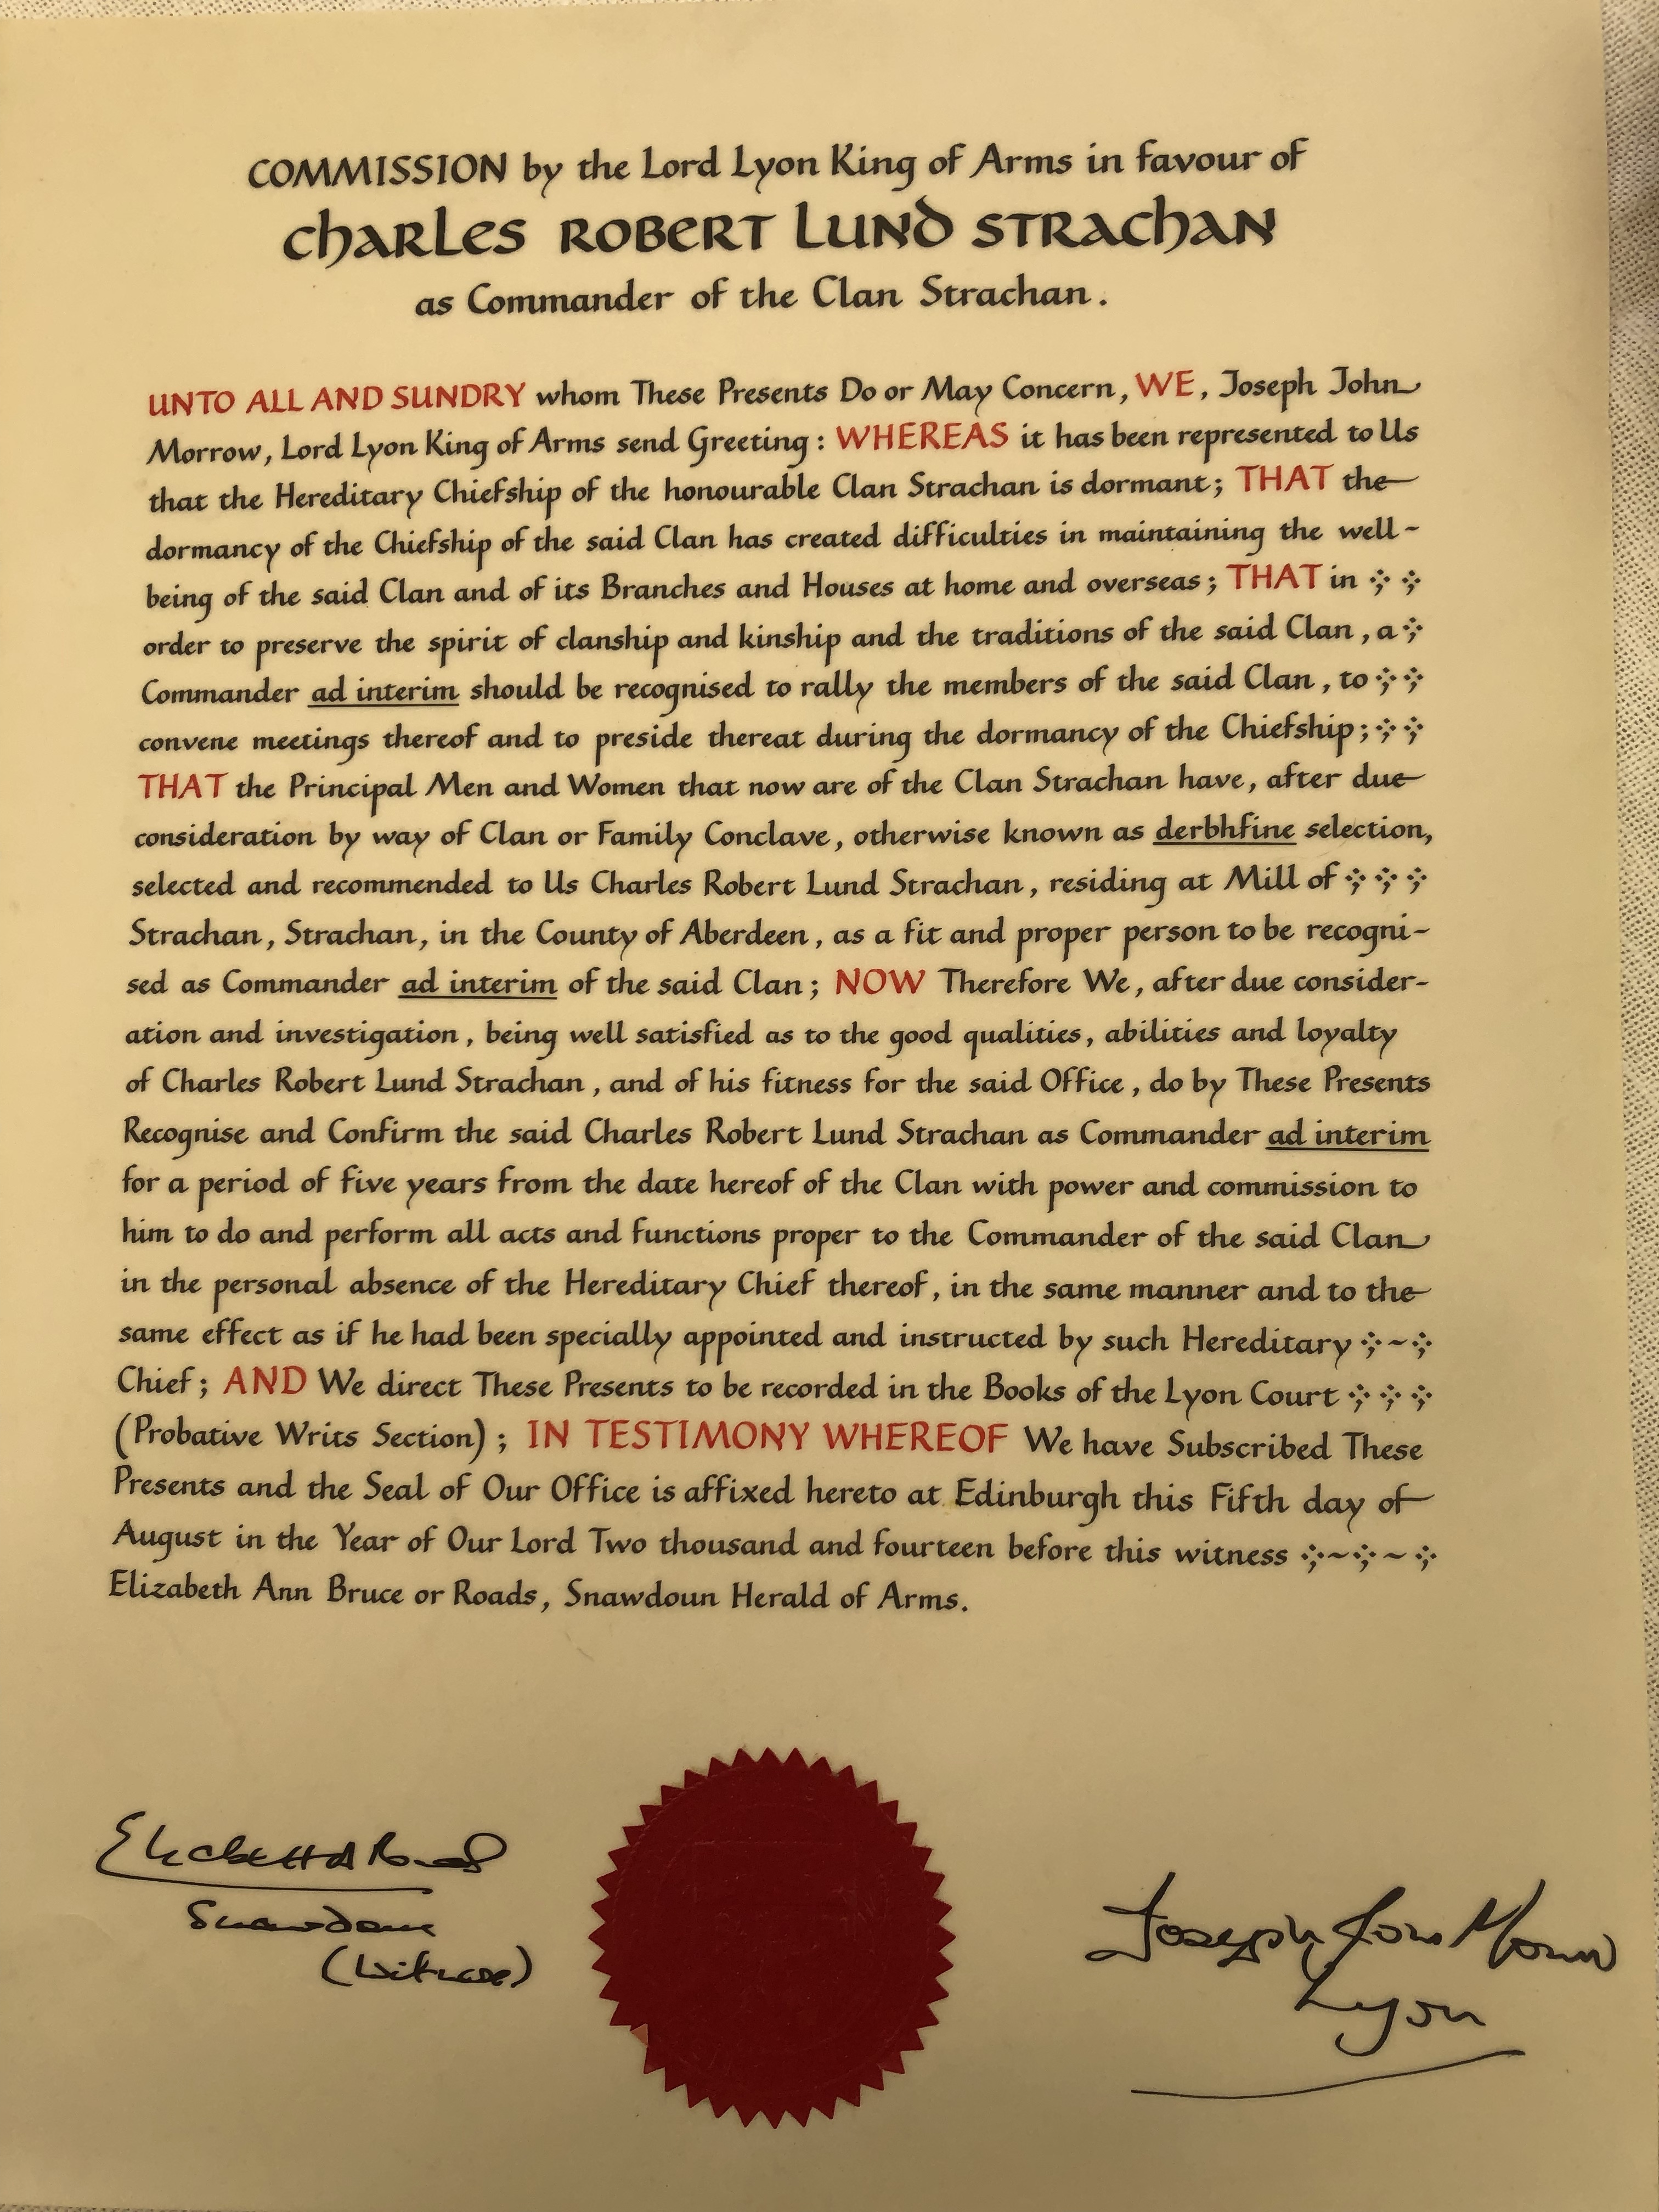 COMMISSION by the Lord Lyon King of Arms in favour of
CHARLES ROBERT LUND STRACHAN
as Commander of the Clan Strachan.
UNTO ALL AND SUNDRY whom These Presents Do or May Concern, WE, Joseph John
Morrow, Lord Lyon King of Arms send Greeting: WHEREAS it has been represented to Us
that the Hereditary Chiefship of the honourable Clan Strachan is dormant; THAT the
dormancy of the Chiefship of the said Clan has created difficulties in maintaining the well-
being of the said Clan and of its Branches and Houses at home and overseas; THAT in
order to preserve the spirit of clanship and kinship and the traditions of the said Clan, a
Commander ad interim should be recognised to rally the members of the said Clan, to
convene meetings thereof and to preside thereat during the dormancy of the Chiefship;
THAT the Principal Men and Women that now are of the Clan Strachan have, after due
consideration by way of Clan or Family Conclave, otherwise known as derbhfine selection,
selected and recommended to Us Charles Robert Lund Strachan, residing at Mill of
Strachan, Strachan, in the County of Aberdeen, as a fit and proper person to be recogni-
sed as Commander ad interim of the said Clan; NOW Therefore We, after due consider-
ation and investigation, being well satisfied as to the good qualities, abilities and loyalty
of Charles Robert Lund Strachan, and of his fitness for the said Office, do by These Presents
Recognise and Confirm the said Charles Robert Lund Strachan as Commander ad interim
for a period of five years from the date hereof of the Clan with power and commission to
him to do and perform all acts and functions proper to the Commander of the said Clan
in the personal absence of the Hereditary Chief thereof, in the same manner and to the
same effect as if he had been specially appointed and instructed by such Hereditary
Chief; AND We direct These Presents to be recorded in the Books of the Lyon Court
(Probative Writs Section); IN TESTIMONY WHEREOF We have Subscribed These
Presents and the Seal of Our Office is affixed hereto at Edinburgh this Fifth day of
August in the Year of Our Lord Two thousand and fourteen before this witness
Elizabeth Ann Bruce or Roads, Snawdoun Herald of Arms.
Elizabeth A Roads
Snawdoun
(Witness)
Joseph John Morrow
Lyon